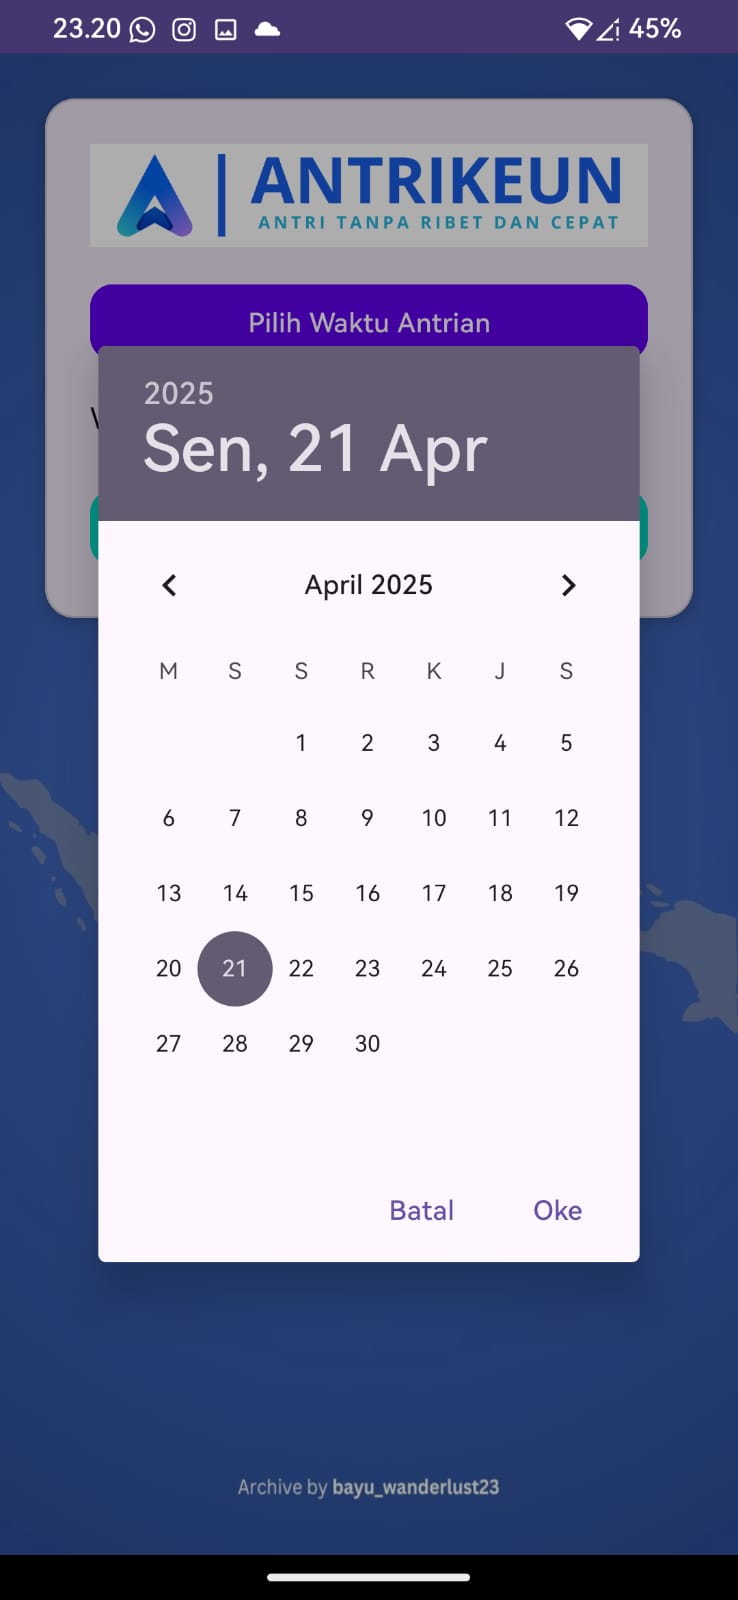 23.20 45%
ANTRIKEUN
ANTRI TANPA RIBET DAN CEPAT
Pilih Waktu Antrian
2025
Sen, 21 Apr
April 2025
M S S R K J S
1 2 3 4 5
6 7 8 9 10 11 12
13 14 15 16 17 18 19
20 21 22 23 24 25 26
27 28 29 30
Batal Oke
Archive by bayu_wanderlust23